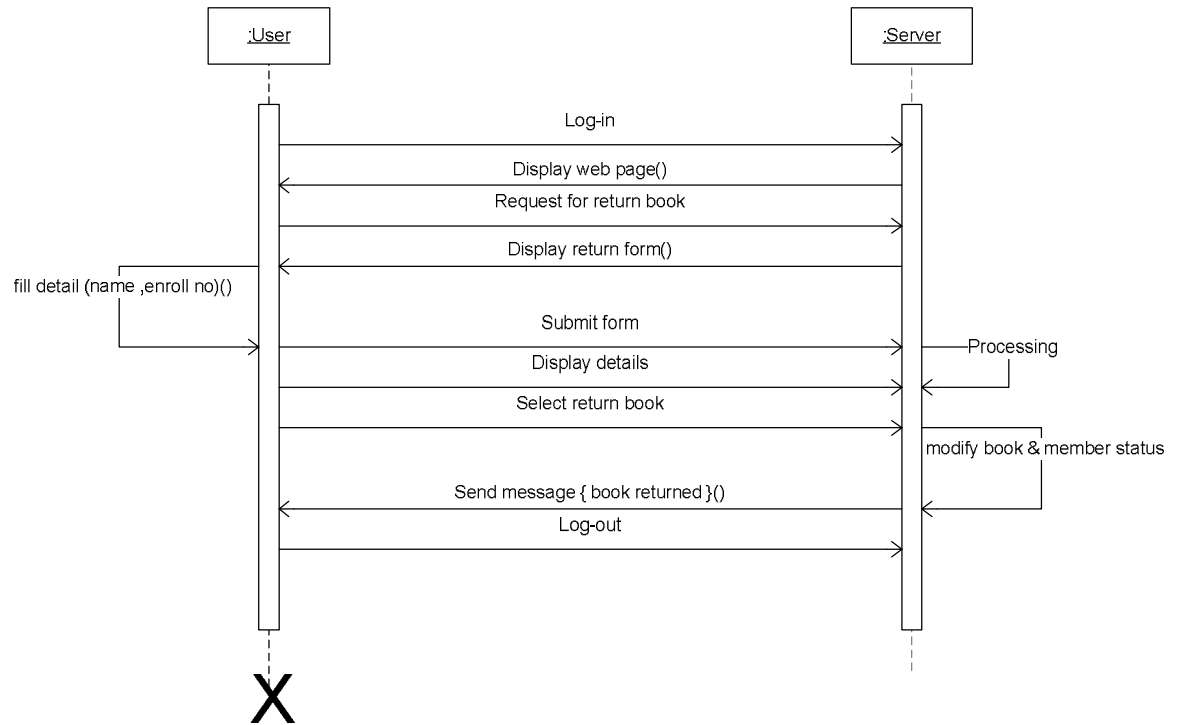 :User
:Server
Log-in
Display web page()
Request for return book
Display return form()
fill detail (name ,enroll no)()
Submit form
Processing
Display details
Select return book
modify book & member status
Send message { book returned }()
Log-out